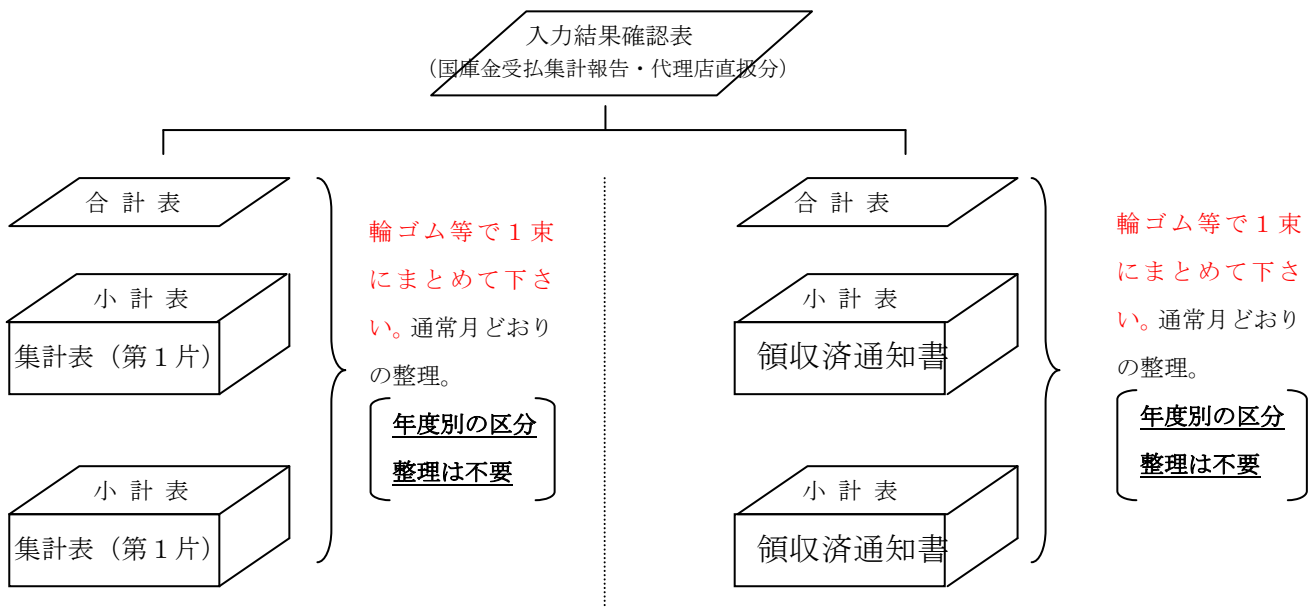 入力結果確認表
（国庫金受払集計報告・代理店直扱分）
合 計 表
小 計 表
集計表（第１片）
小 計 表
集計表（第１片）
輪ゴム等で１束
にまとめて下さ
い。通常月どおり
の整理。
年度別の区分
整理は不要
合 計 表
小 計 表
領収済通知書
小 計 表
領収済通知書
輪ゴム等で１束
にまとめて下さ
い。通常月どおり
の整理。
年度別の区分
整理は不要